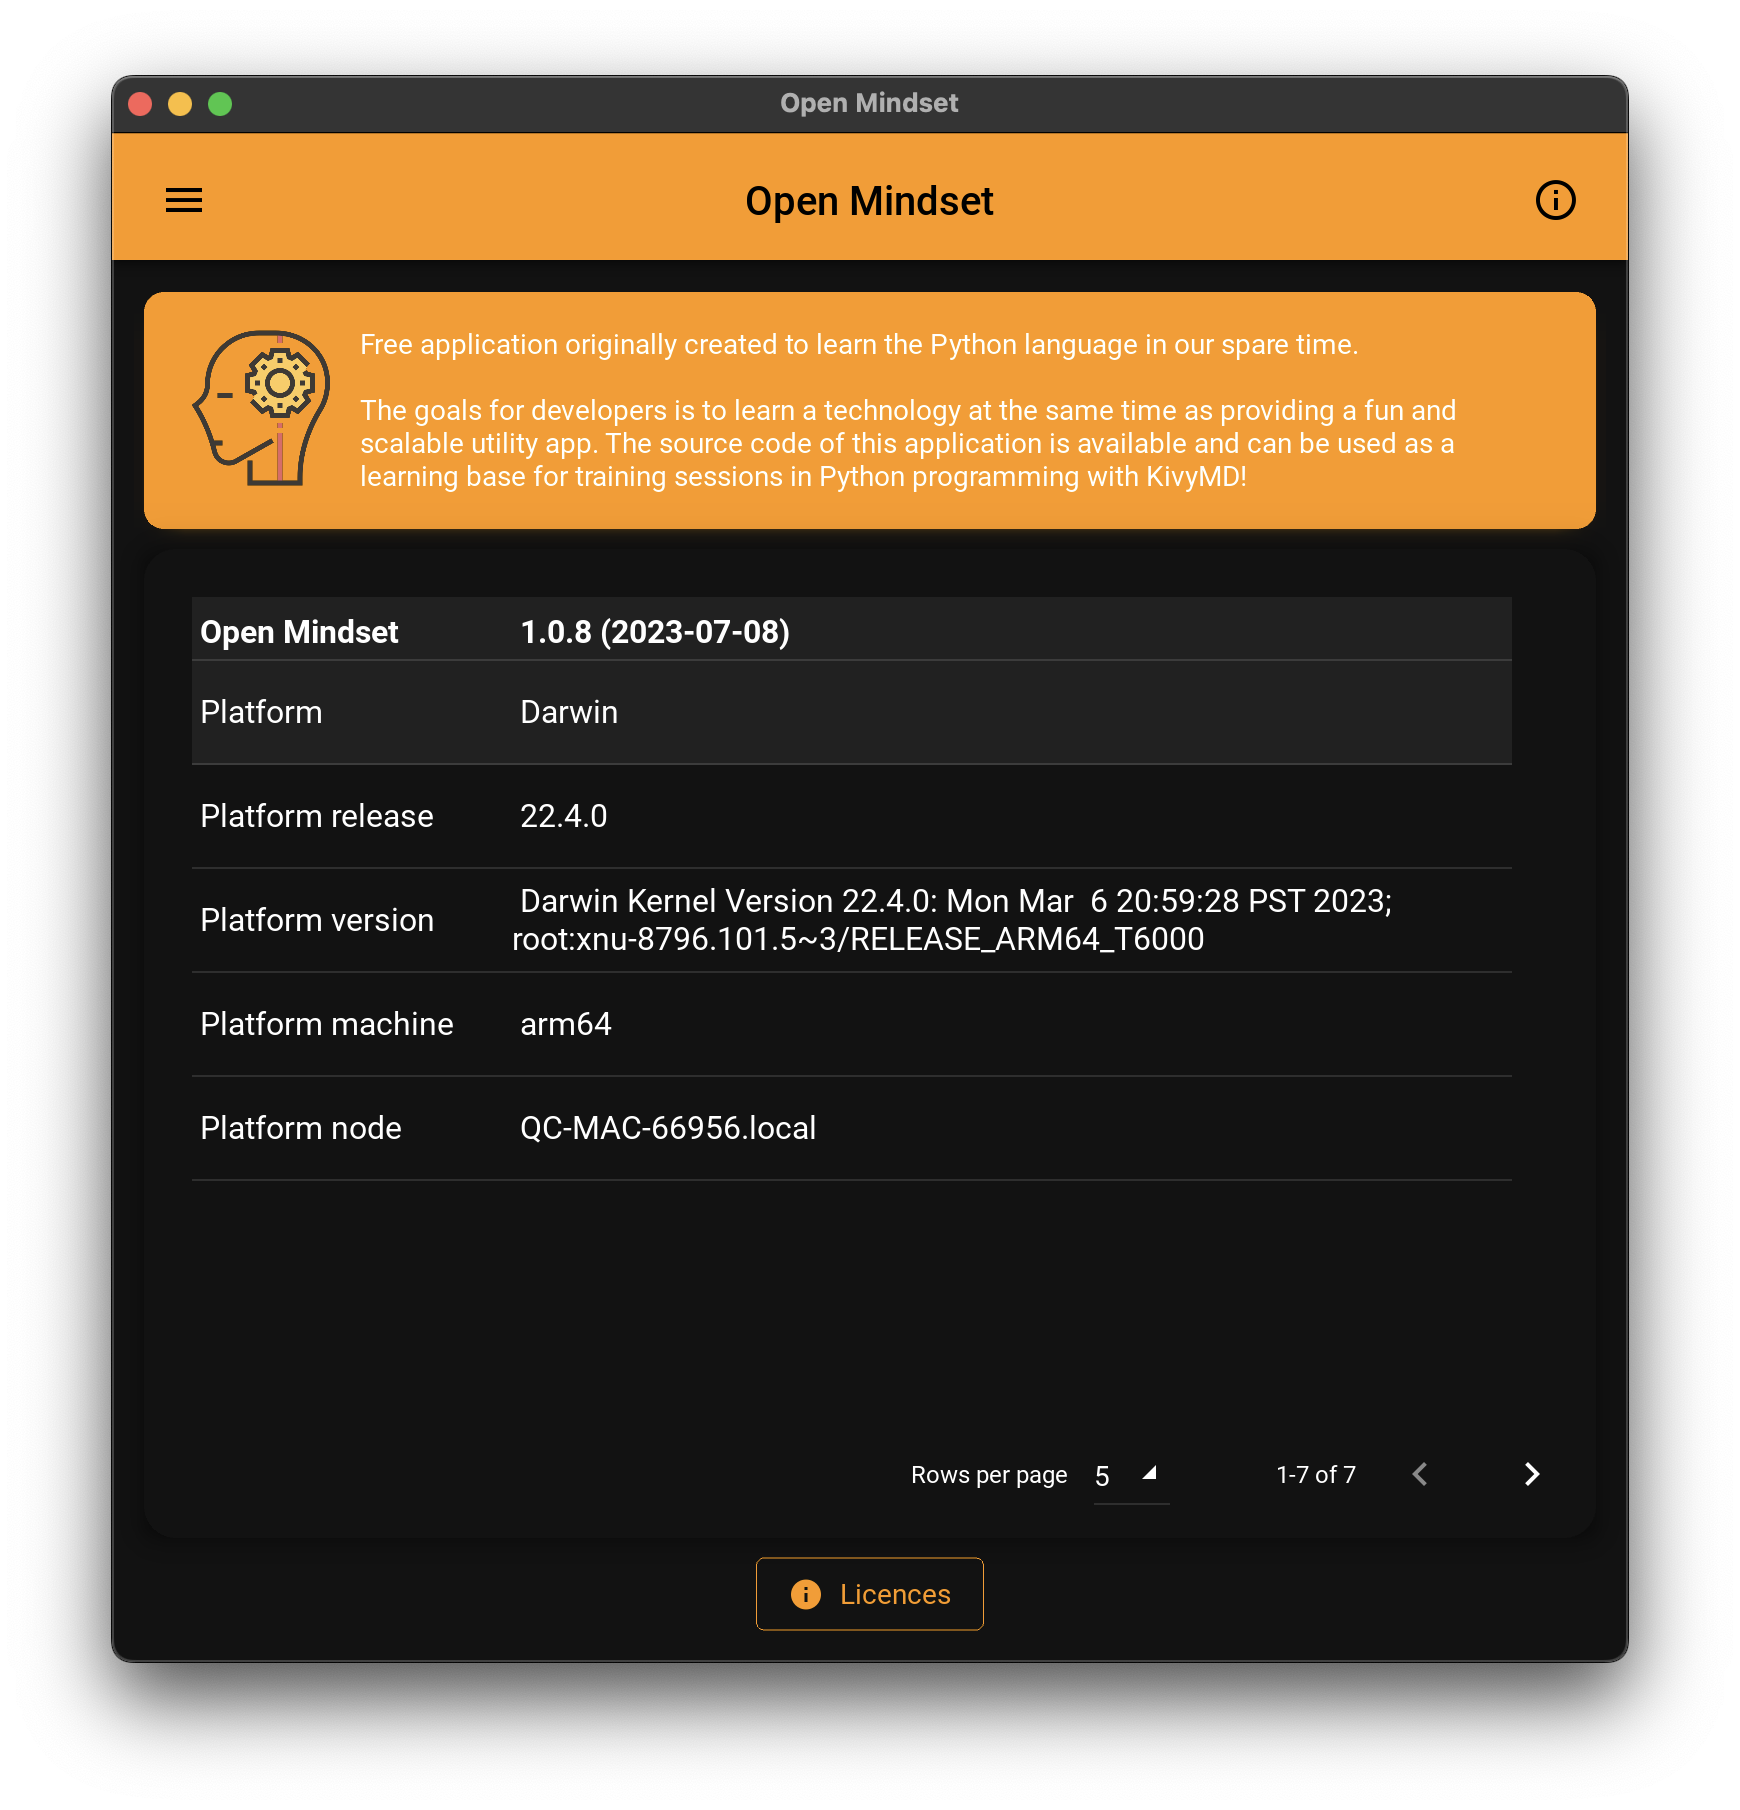 Open Mindset
Open Mindset
Free application originally created to learn the Python language in our spare time.
The goals for developers is to learn a technology at the same time as providing a fun and
scalable utility app. The source code of this application is available and can be used as a
learning base for training sessions in Python programming with KivyMD!
Open Mindset 1.0.8 (2023-07-08)
Platform Darwin
Platform release 22.4.0
Platform version Darwin Kernel Version 22.4.0: Mon Mar  6 20:59:28 PST 2023;
root:xnu-8796.101.5~3/RELEASE_ARM64_T6000
Platform machine arm64
Platform node QC-MAC-66956.local
Rows per page 5 1-7 of 7
Licences